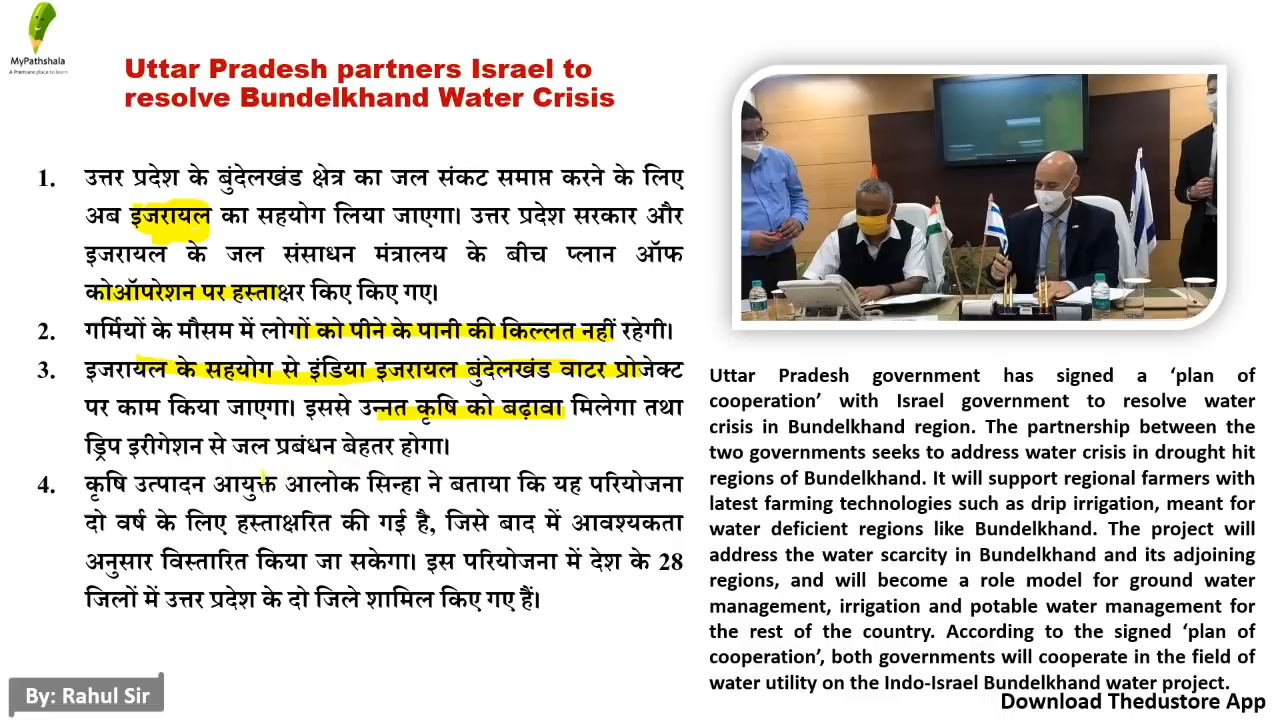 MyPathshala
A Premiere place to learn
Uttar Pradesh partners Israel to
resolve Bundelkhand Water Crisis
1. उत्तर प्रदेश के बुंदेलखंड क्षेत्र का जल संकट समाप्त करने के लिए
अब इजरायल का सहयोग लिया जाएगा। उत्तर प्रदेश सरकार और
इजरायल के जल संसाधन मंत्रालय के बीच प्लान ऑफ
कोऑपरेशन पर हस्ताक्षर किए किए गए।
2. गर्मियों के मौसम में लोगों को पीने के पानी की किल्लत नहीं रहेगी।
3. इजरायल के सहयोग से इंडिया इजरायल बुंदेलखंड वाटर प्रोजेक्ट
पर काम किया जाएगा। इससे उन्नत कृषि को बढ़ावा मिलेगा तथा
ड्रिप इरीगेशन से जल प्रबंधन बेहतर होगा।
4. कृषि उत्पादन आयुक्त आलोक सिन्हा ने बताया कि यह परियोजना
दो वर्ष के लिए हस्ताक्षरित की गई है, जिसे बाद में आवश्यकता
अनुसार विस्तारित किया जा सकेगा। इस परियोजना में देश के 28
जिलों में उत्तर प्रदेश के दो जिले शामिल किए गए हैं।
Uttar Pradesh government has signed a ‘plan of
cooperation’ with Israel government to resolve water
crisis in Bundelkhand region. The partnership between the
two governments seeks to address water crisis in drought hit
regions of Bundelkhand. It will support regional farmers with
latest farming technologies such as drip irrigation, meant for
water deficient regions like Bundelkhand. The project will
address the water scarcity in Bundelkhand and its adjoining
regions, and will become a role model for ground water
management, irrigation and potable water management for
the rest of the country. According to the signed ‘plan of
cooperation’, both governments will cooperate in the field of
water utility on the Indo-Israel Bundelkhand water project.
By: Rahul Sir
Download Thedustore App